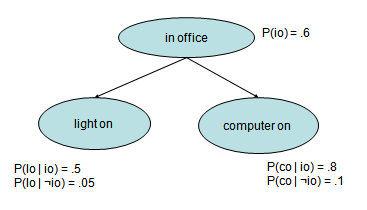 in office
P(io) = .6
light on
computer on
P(lo | io) = .5
P(lo | ¬io) = .05
P(co | io) = .8
P(co | ¬io) = .1